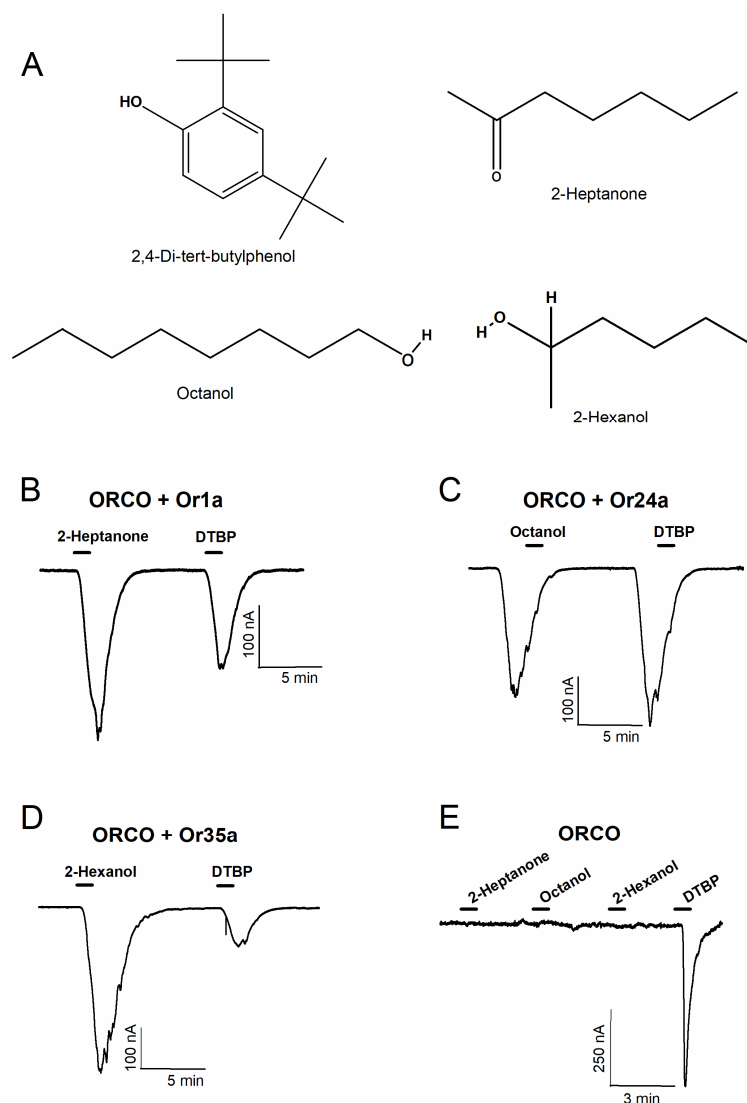 A
HO
2,4-Di-tert-butylphenol
O
2-Heptanone
H
O
Octanol
H
H
O
2-Hexanol
B
ORCO + Or1a
2-Heptanone
DTBP
100 nA
5 min
C
ORCO + Or24a
Octanol
DTBP
100 nA
5 min
D
ORCO + Or35a
2-Hexanol
DTBP
100 nA
5 min
E
ORCO
2-Heptanone
Octanol
2-Hexanol
DTBP
250 nA
3 min